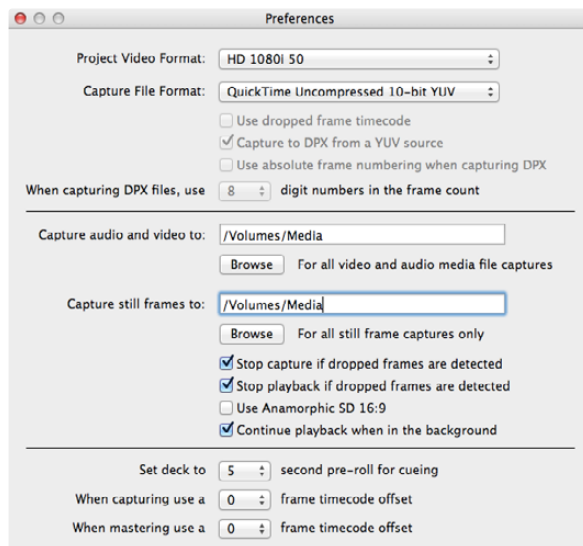 Preferences
Project Video Format: HD 1080i 50
Capture File Format: QuickTime Uncompressed 10-bit YUV
Use dropped frame timecode
Capture to DPX from a YUV source
Use absolute frame numbering when capturing DPX
When capturing DPX files, use 8 digit numbers in the frame count
Capture audio and video to: /Volumes/Media
Browse For all video and audio media file captures
Capture still frames to: /Volumes/Media
Browse For all still frame captures only
Stop capture if dropped frames are detected
Stop playback if dropped frames are detected
Use Anamorphic SD 16:9
Continue playback when in the background
Set deck to 5 second pre-roll for cueing
When capturing use a 0 frame timecode offset
When mastering use a 0 frame timecode offset